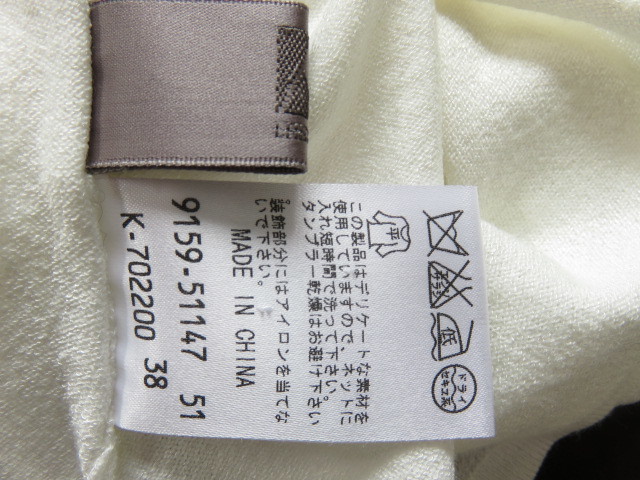 低
ドライ
セキユ系
平
この製品はデリケートな素材を
使用していますので、ネットに
入れ短時間で洗って下さい。
タンブラー乾燥はお避け下さい
装飾部分にはアイロンを当てな
いで下さい。
MADE IN CHINA
9159-51147 51
K-702200 38